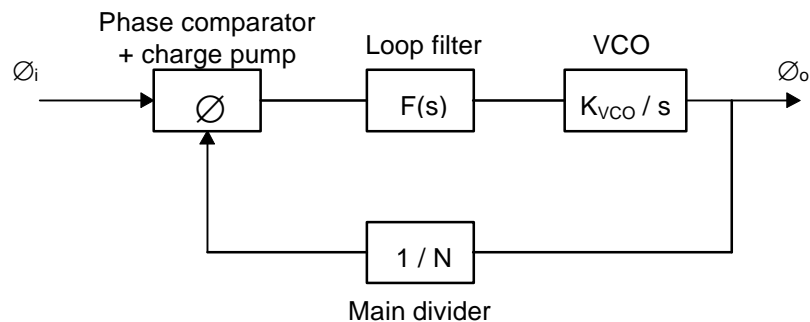 Phase comparator
+ charge pump
Loop filter
VCO
∅i
∅o
∅
F(s)
KVCO / s
1 / N
Main divider